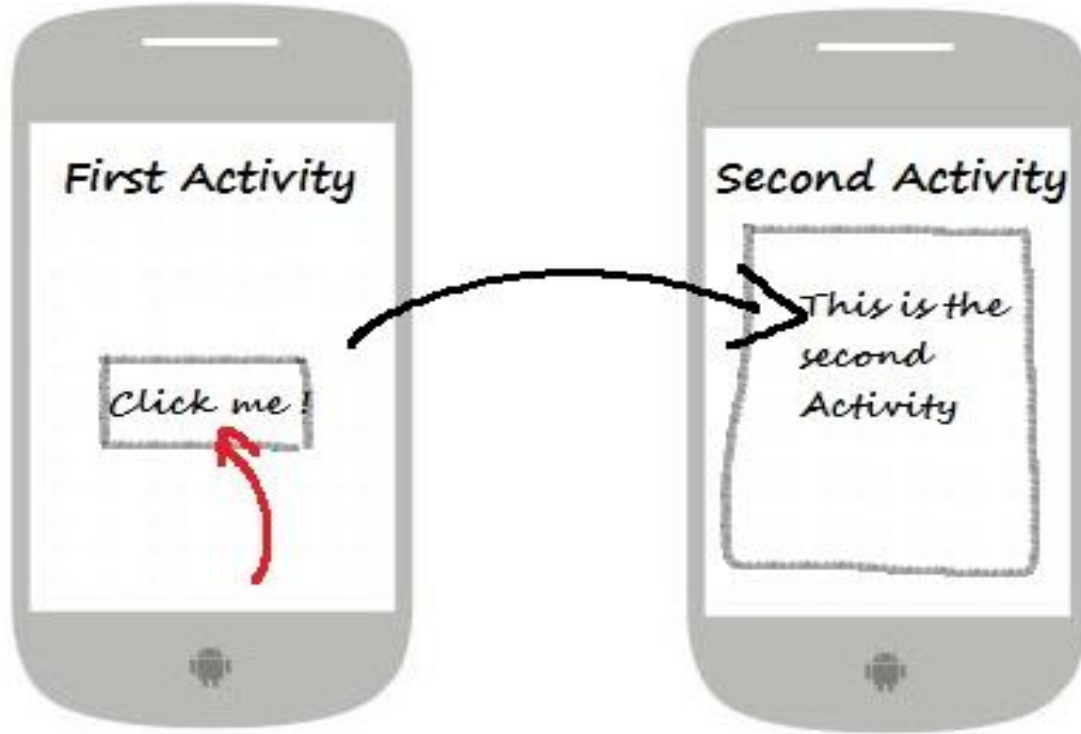 First Activity
Click me !
Second Activity
This is the
second
Activity